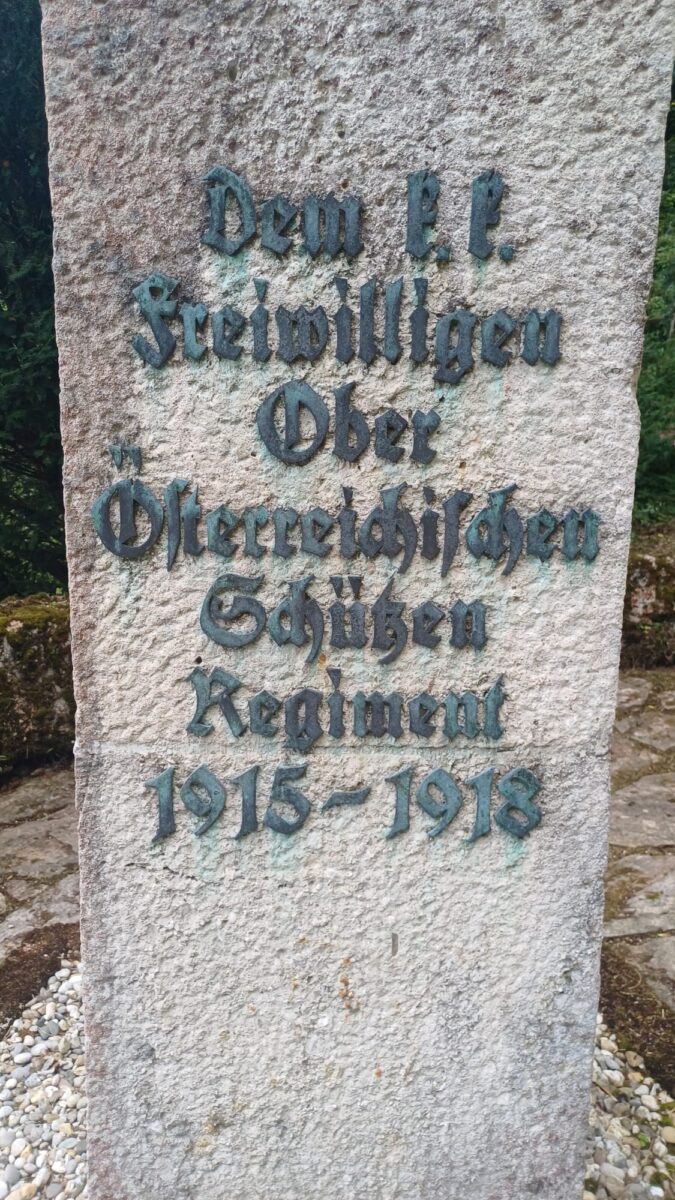 Dem k. k.
Freiwilligen
Ober
Öſterreichiſchen
Schützen
Regiment
1915-1918